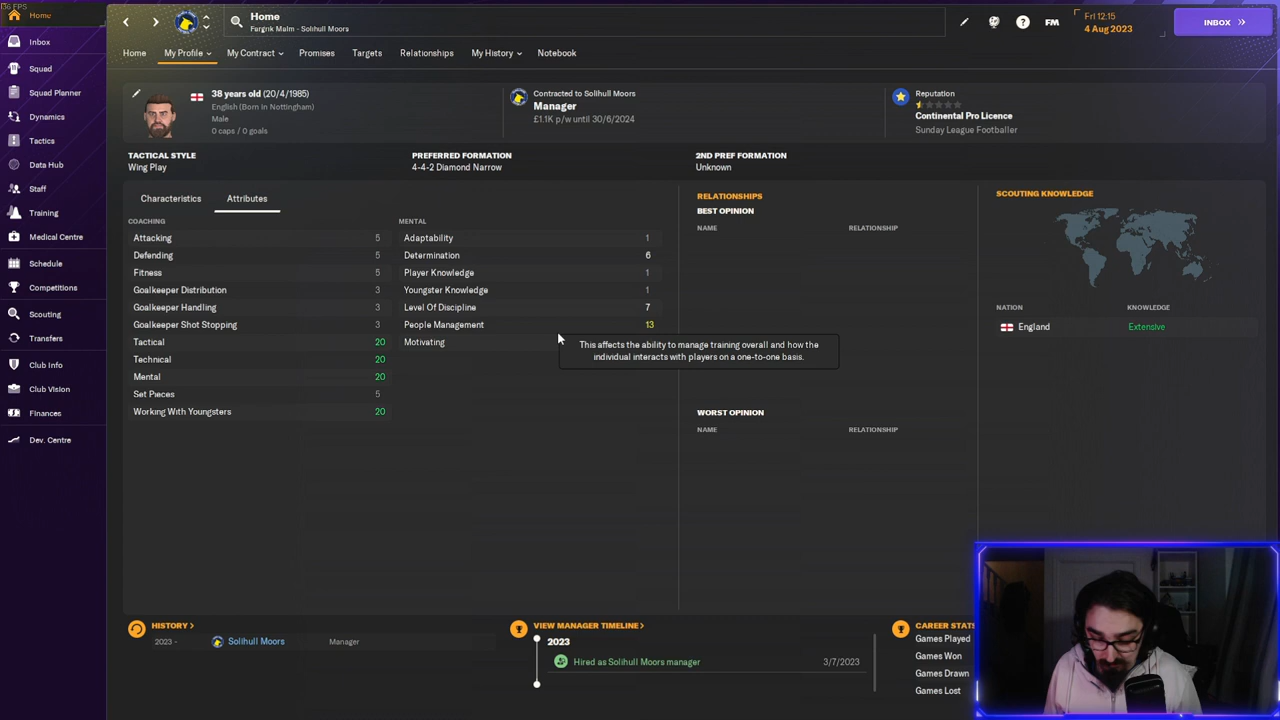 36 FPS
Home
Inbox
Squad
Squad Planner
Dynamics
Tactics
Data Hub
Staff
Training
Medical Centre
Schedule
Competitions
Scouting
Transfers
Club Info
Club Vision
Finances
Dev. Centre
Home
Fergnk Malm - Solihull Moors
FM
Fri 12:15
4 Aug 2023
INBOX
Home
My Profile
My Contract
Promises
Targets
Relationships
My History
Notebook
38 years old (20/4/1985)
English (Born in Nottingham)
Male
0 caps / 0 goals
Contracted to Solihull Moors
Manager
£1.1K p/w until 30/6/2024
Reputation
Continental Pro Licence
Sunday League Footballer
TACTICAL STYLE
Wing Play
PREFERRED FORMATION
4-4-2 Diamond Narrow
2ND PREF FORMATION
Unknown
Characteristics
Attributes
COACHING
Attacking 5
Defending 5
Fitness 5
Goalkeeper Distribution 3
Goalkeeper Handling 3
Goalkeeper Shot Stopping 3
Tactical 20
Technical 20
Mental 20
Set Pieces 5
Working With Youngsters 20
MENTAL
Adaptability 1
Determination 6
Player Knowledge 1
Youngster Knowledge 1
Level Of Discipline 7
People Management 13
Motivating
This affects the ability to manage training overall and how the
individual interacts with players on a one-to-one basis.
RELATIONSHIPS
BEST OPINION
NAME RELATIONSHIP
WORST OPINION
NAME RELATIONSHIP
SCOUTING KNOWLEDGE
NATION KNOWLEDGE
England Extensive
HISTORY >
2023 - Solihull Moors Manager
VIEW MANAGER TIMELINE >
2023
Hired as Solihull Moors manager 3/7/2023
CAREER STATS
Games Played
Games Won
Games Drawn
Games Lost